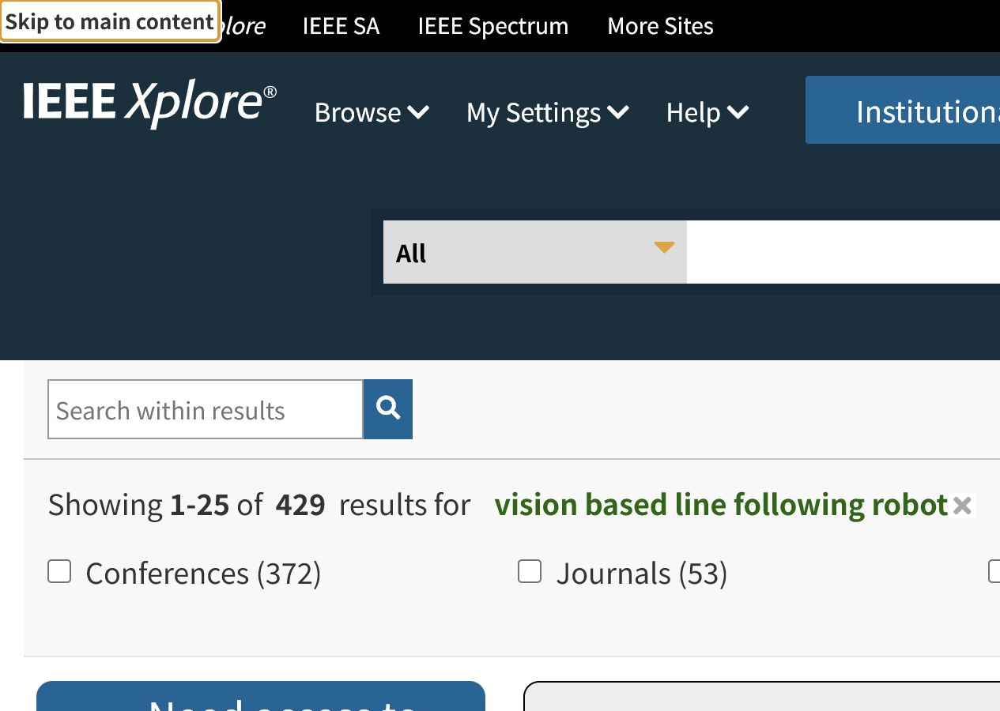 Skip to main content plore IEEE SA IEEE Spectrum More Sites
IEEE Xplore® Browse My Settings Help Institutiona
All
Search within results
Showing 1-25 of 429 results for vision based line following robot
Conferences (372) Journals (53)
Need access to